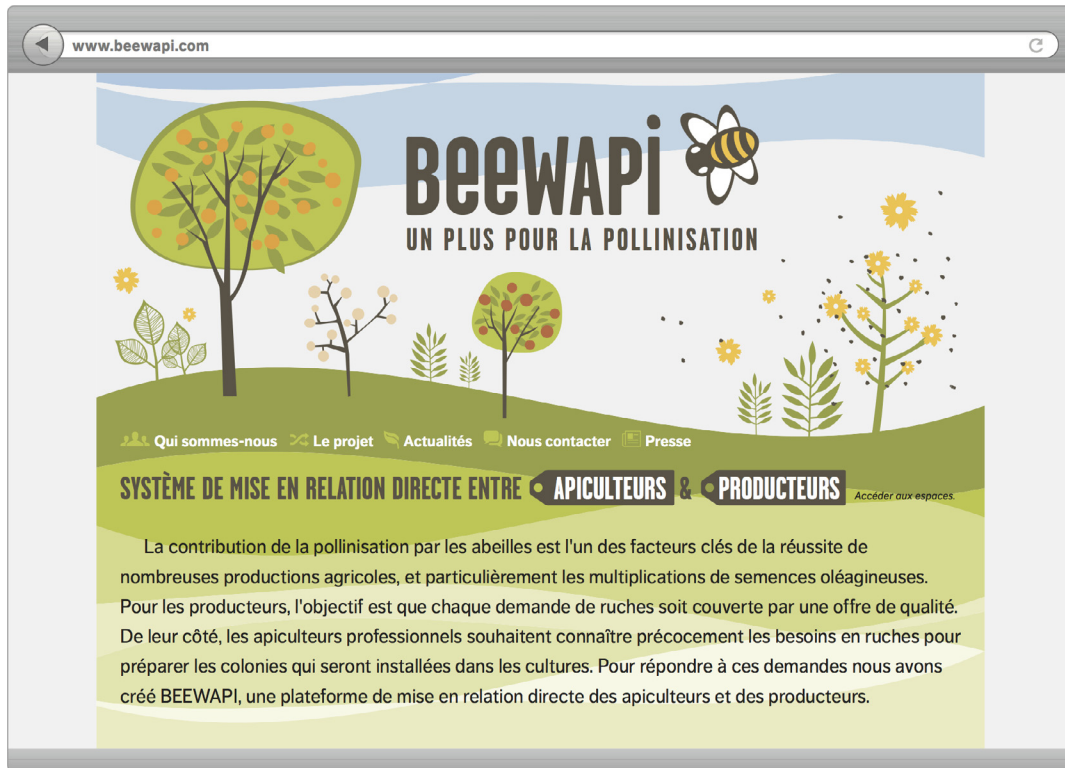 www.beewapi.com
BEEWAPI
UN PLUS POUR LA POLLINISATION
Qui sommes-nous Le projet Actualités Nous contacter Presse
SYSTÈME DE MISE EN RELATION DIRECTE ENTRE APICULTEURS & PRODUCTEURS Accéder aux espaces.
La contribution de la pollinisation par les abeilles est l'un des facteurs clés de la réussite de
nombreuses productions agricoles, et particulièrement les multiplications de semences oléagineuses.
Pour les producteurs, l'objectif est que chaque demande de ruches soit couverte par une offre de qualité.
De leur côté, les apiculteurs professionnels souhaitent connaître précocement les besoins en ruches pour
préparer les colonies qui seront installées dans les cultures. Pour répondre à ces demandes nous avons
créé BEEWAPI, une plateforme de mise en relation directe des apiculteurs et des producteurs.